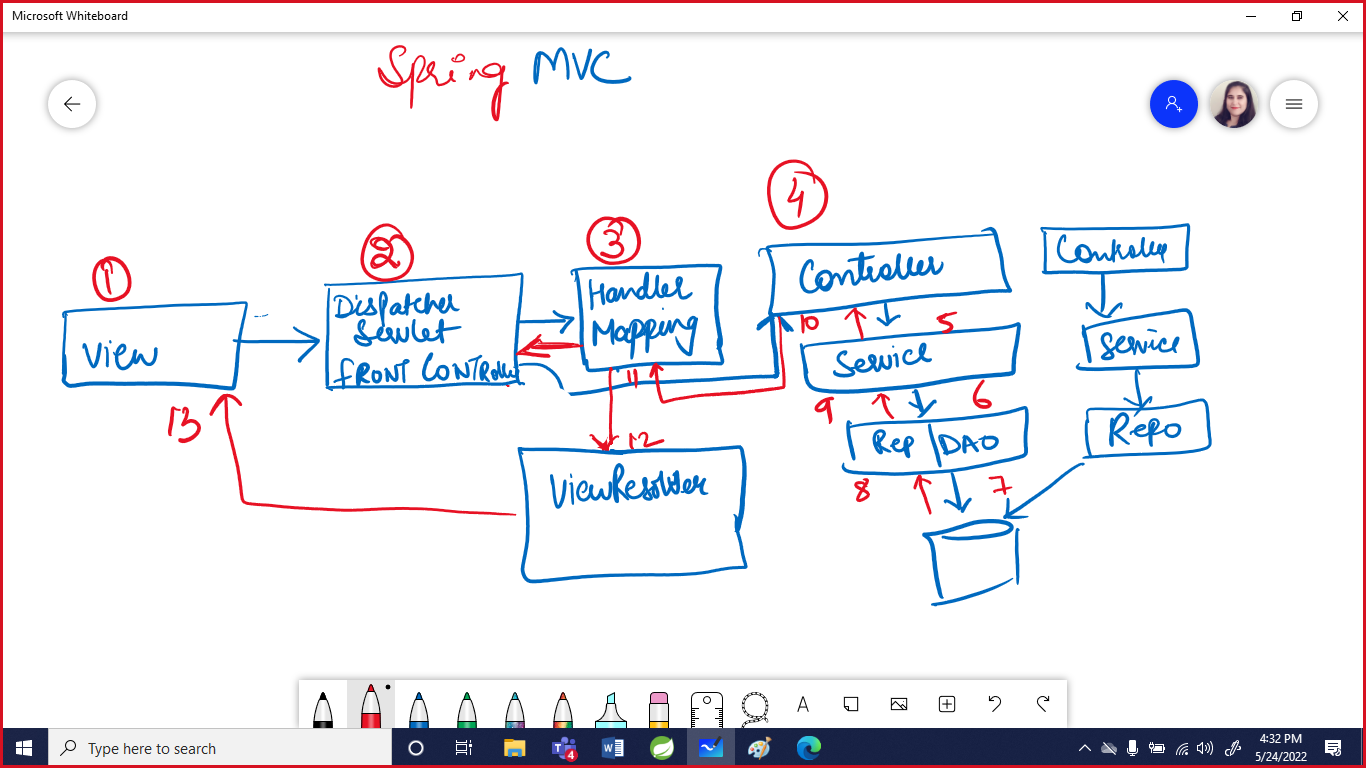 Microsoft Whiteboard
Spring MVC
4
3
2
1
Controller
Controller
Handler
Mapping
Dispatcher
Servlet
FRONT CONTROller
View
10
5
Service
Service
11
9
6
Rep DAO
Repo
13
12
8
7
ViewResolver
A
Type here to search
4
4:32 PM
5/24/2022